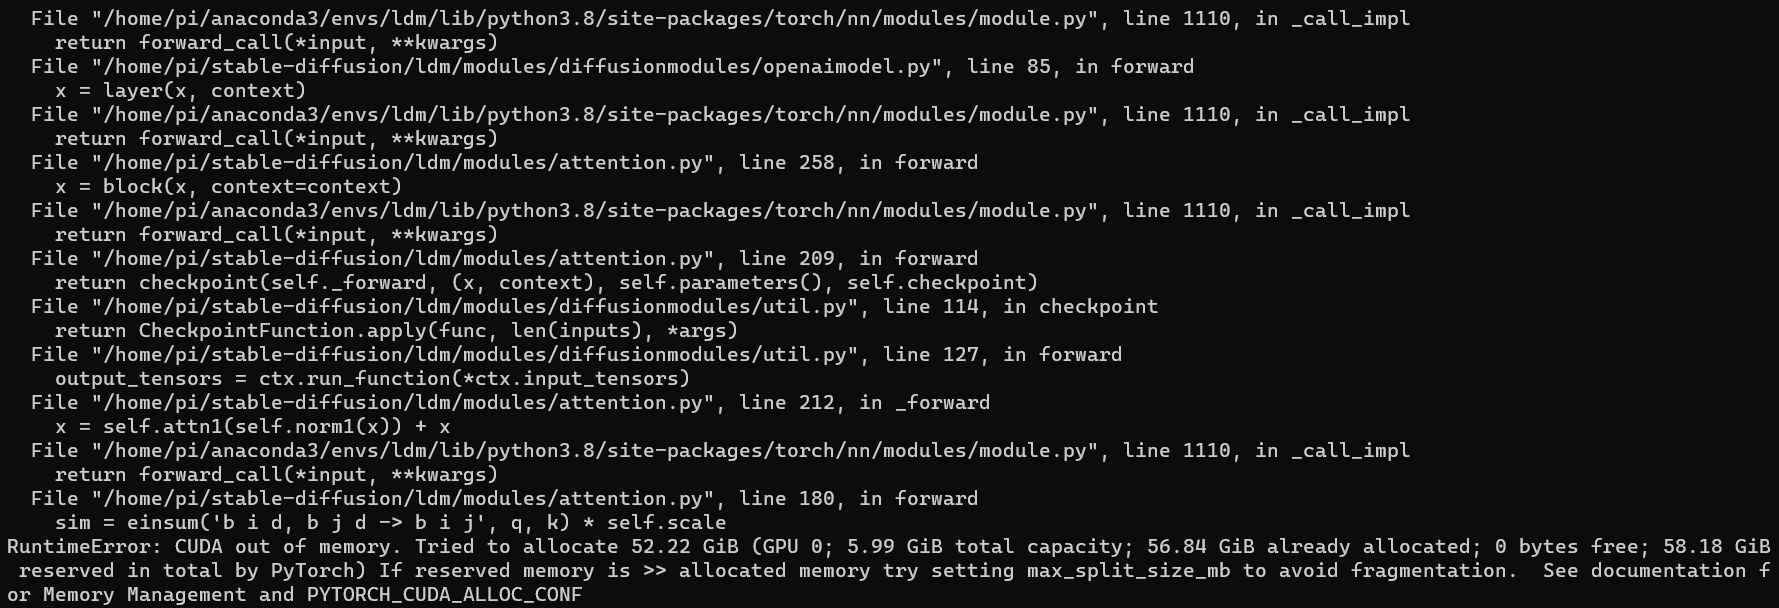 File "/home/pi/anaconda3/envs/ldm/lib/python3.8/site-packages/torch/nn/modules/module.py", line 1110, in _call_impl
return forward_call(*input, **kwargs)
File "/home/pi/stable-diffusion/ldm/modules/diffusionmodules/openaimodel.py", line 85, in forward
x = layer(x, context)
File "/home/pi/anaconda3/envs/ldm/lib/python3.8/site-packages/torch/nn/modules/module.py", line 1110, in _call_impl
return forward_call(*input, **kwargs)
File "/home/pi/stable-diffusion/ldm/modules/attention.py", line 258, in forward
x = block(x, context=context)
File "/home/pi/anaconda3/envs/ldm/lib/python3.8/site-packages/torch/nn/modules/module.py", line 1110, in _call_impl
return forward_call(*input, **kwargs)
File "/home/pi/stable-diffusion/ldm/modules/attention.py", line 209, in forward
return checkpoint(self._forward, (x, context), self.parameters(), self.checkpoint)
File "/home/pi/stable-diffusion/ldm/modules/diffusionmodules/util.py", line 114, in checkpoint
return CheckpointFunction.apply(func, len(inputs), *args)
File "/home/pi/stable-diffusion/ldm/modules/diffusionmodules/util.py", line 127, in forward
output_tensors = ctx.run_function(*ctx.input_tensors)
File "/home/pi/stable-diffusion/ldm/modules/attention.py", line 212, in _forward
x = self.attn1(self.norm1(x)) + x
File "/home/pi/anaconda3/envs/ldm/lib/python3.8/site-packages/torch/nn/modules/module.py", line 1110, in _call_impl
return forward_call(*input, **kwargs)
File "/home/pi/stable-diffusion/ldm/modules/attention.py", line 180, in forward
sim = einsum('b i d, b j d -> b i j', q, k) * self.scale
RuntimeError: CUDA out of memory. Tried to allocate 52.22 GiB (GPU 0; 5.99 GiB total capacity; 56.84 GiB already allocated; 0 bytes free; 58.18 GiB
reserved in total by PyTorch) If reserved memory is >> allocated memory try setting max_split_size_mb to avoid fragmentation.  See documentation f
or Memory Management and PYTORCH_CUDA_ALLOC_CONF